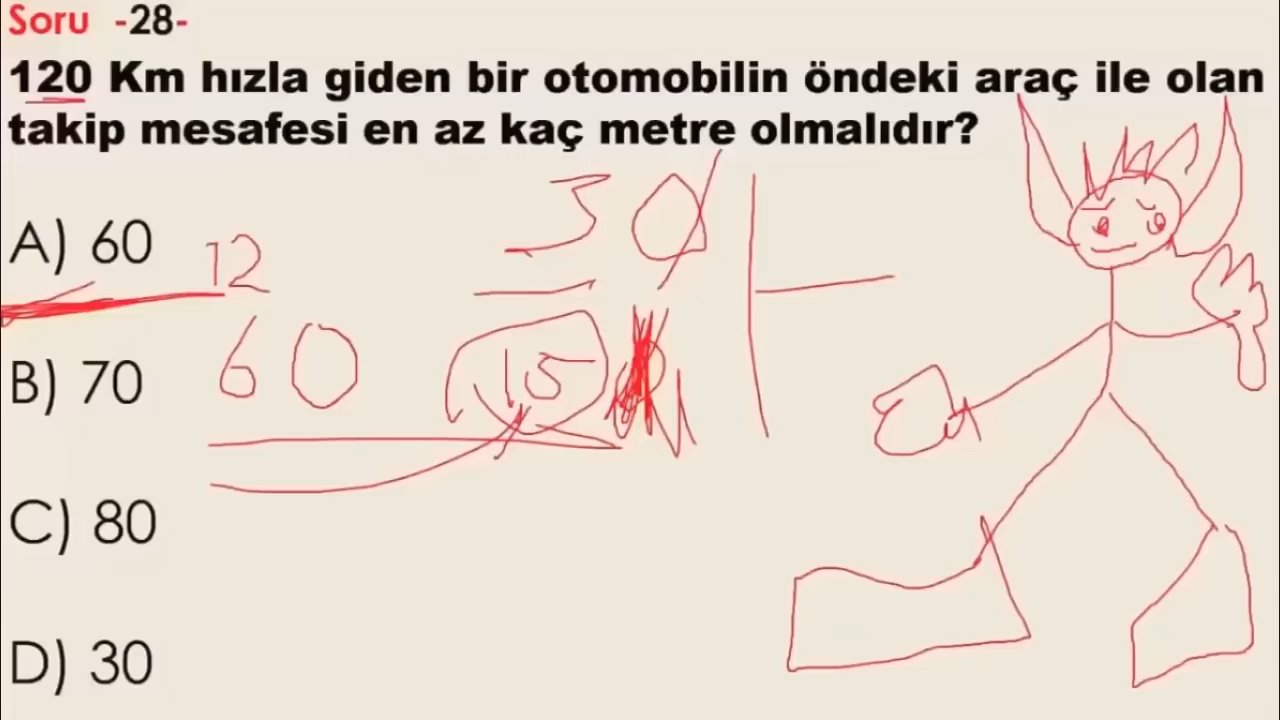 Soru -28-
120 Km hızla giden bir otomobilin öndeki araç ile olan
takip mesafesi en az kaç metre olmalıdır?
A) 60
12
30
B) 70
60
15
C) 80
D) 30